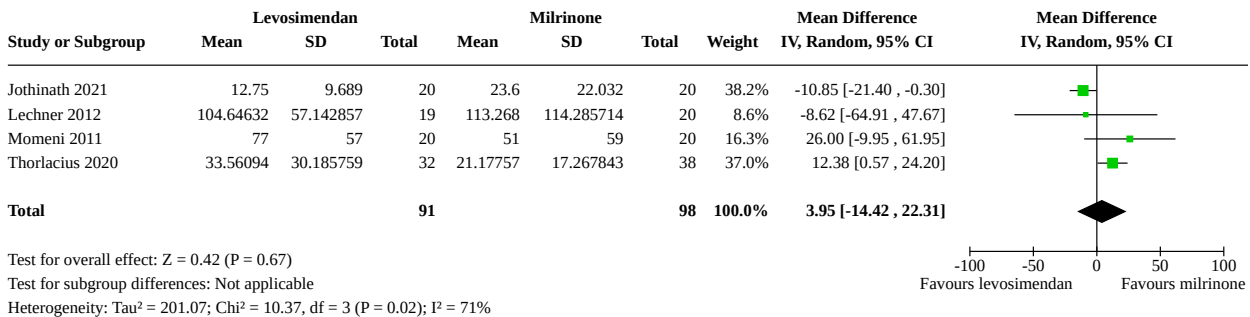 Levosimendan Milrinone Mean Difference Mean Difference
Study or Subgroup Mean SD Total Mean SD Total Weight IV, Random, 95% CI IV, Random, 95% CI
Jothinath 2021 12.75 9.689 20 23.6 22.032 20 38.2% -10.85 [-21.40 , -0.30]
Lechner 2012 104.64632 57.142857 19 113.268 114.285714 20 8.6% -8.62 [-64.91 , 47.67]
Momeni 2011 77 57 20 51 59 20 16.3% 26.00 [-9.95 , 61.95]
Thorlacius 2020 33.56094 30.185759 32 21.17757 17.267843 38 37.0% 12.38 [0.57 , 24.20]
Total 91 98 100.0% 3.95 [-14.42 , 22.31]
Test for overall effect: Z = 0.42 (P = 0.67)
-100 -50 0 50 100
Test for subgroup differences: Not applicable
Favours levosimendan Favours milrinone
Heterogeneity: Tau² = 201.07; Chi² = 10.37, df = 3 (P = 0.02); I² = 71%